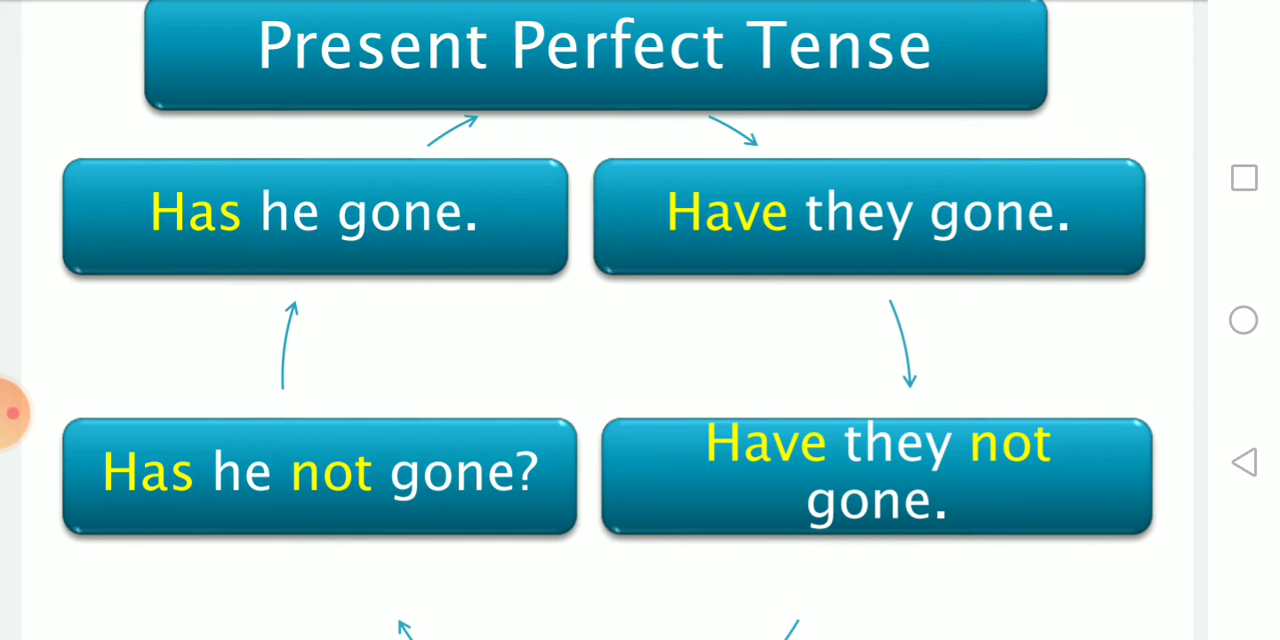 Present Perfect Tense
Has he gone.
Have they gone.
Has he not gone?
Have they not
gone.